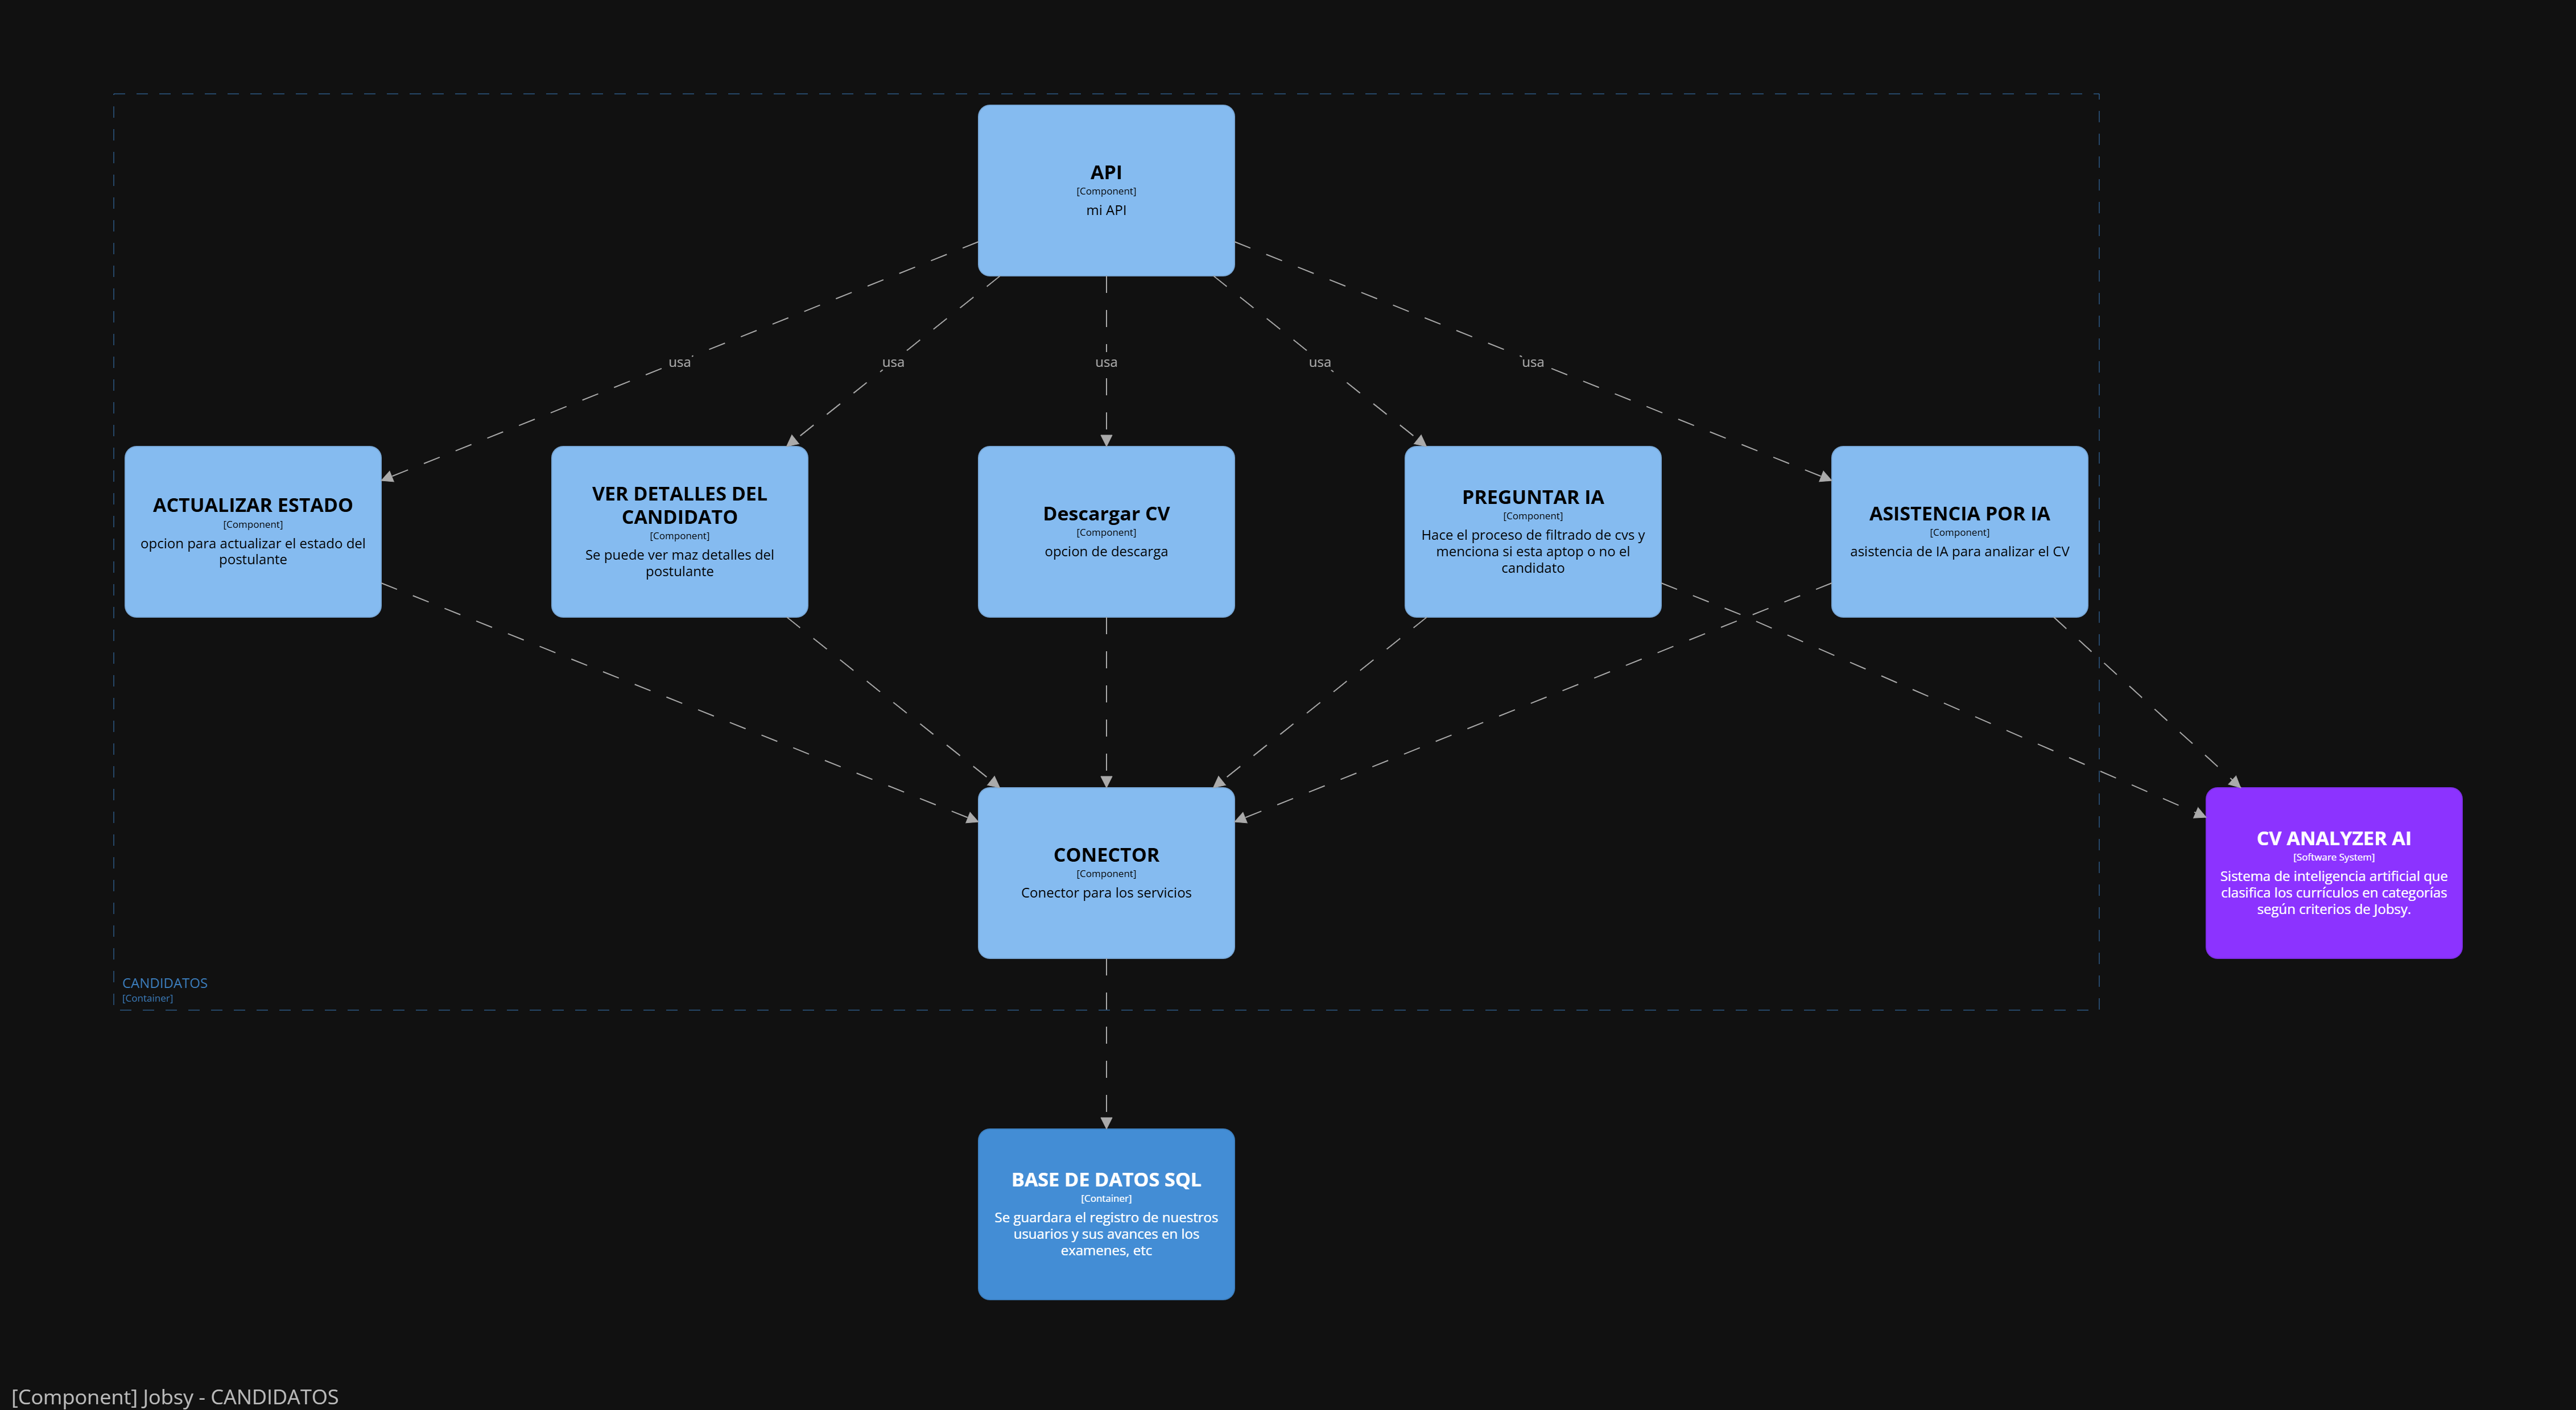 API
[Component]
mi API
usa
usa
usa
usa
usa
ACTUALIZAR ESTADO
[Component]
opcion para actualizar el estado del
postulante
VER DETALLES DEL
CANDIDATO
[Component]
Se puede ver maz detalles del
postulante
Descargar CV
[Component]
opcion de descarga
PREGUNTAR IA
[Component]
Hace el proceso de filtrado de cvs y
menciona si esta aptop o no el
candidato
ASISTENCIA POR IA
[Component]
asistencia de IA para analizar el CV
CONECTOR
[Component]
Conector para los servicios
CV ANALYZER AI
[Software System]
Sistema de inteligencia artificial que
clasifica los currículos en categorías
según criterios de Jobsy.
CANDIDATOS
[Container]
BASE DE DATOS SQL
[Container]
Se guardara el registro de nuestros
usuarios y sus avances en los
examenes, etc
[Component] Jobsy - CANDIDATOS